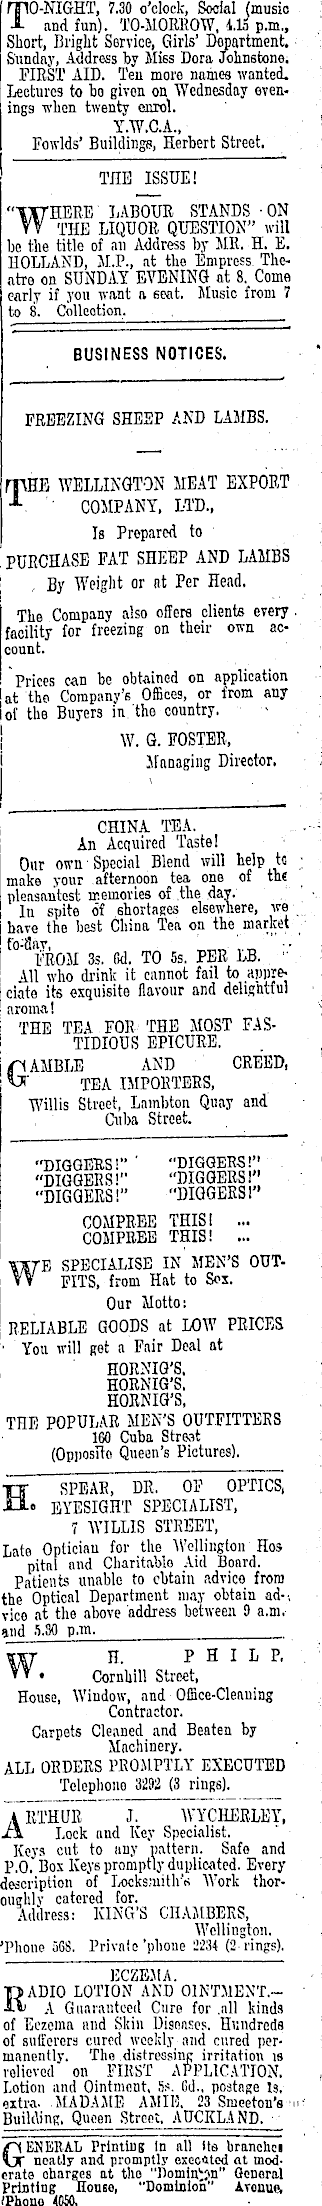 TO-NIGHT, 7.30 o'clock, Social (music
and fun). TO-MORROW, 4.15 p.m.,
Short, Bright Service, Girls' Department.
Sunday, Address by Miss Dora Johnstone.
FIRST AID. Ten more names wanted.
Lectures to be given on Wednesday even-
ings when twenty enrol.
Y.W.C.A.,
Fowlds' Buildings, Herbert Street.
THE ISSUE!
"WHERE LABOUR STANDS ON
THE LIQUOR QUESTION" will
be the title of an Address by MR. H. E.
HOLLAND, M.P., at the Empress The-
atre on SUNDAY EVENING at 8. Come
early if you want a seat. Music from 7
to 8. Collection.
BUSINESS NOTICES.
FREEZING SHEEP AND LAMBS.
THE WELLINGTON MEAT EXPORT
COMPANY, LTD.,
Is Prepared to
PURCHASE FAT SHEEP AND LAMBS
By Weight or at Per Head.
The Company also offers clients every
facility for freezing on their own ac-
count.
Prices can be obtained on application
at the Company's Offices, or from any
of the Buyers in the country.
W. G. FOSTER,
Managing Director.
CHINA TEA.
An Acquired Taste!
Our own Special Blend will help to
make your afternoon tea one of the
pleasantest memories of the day.
In spite of shortages elsewhere, we
have the best China Tea on the market
to-day,
FROM 3s. 6d. TO 5s. PER LB.
All who drink it cannot fail to appre-
ciate its exquisite flavour and delightful
aroma!
THE TEA FOR THE MOST FAS-
TIDIOUS EPICURE.
GAMBLE AND CREED,
TEA IMPORTERS,
Willis Street, Lambton Quay and
Cuba Street.
"DIGGERS!" "DIGGERS!"
"DIGGERS!" "DIGGERS!"
"DIGGERS!" "DIGGERS!"
COMPREE THIS! ...
COMPREE THIS! ...
WE SPECIALISE IN MEN'S OUT-
FITS, from Hat to Sox.
Our Motto:
RELIABLE GOODS at LOW PRICES
You will get a Fair Deal at
HORNIG'S,
HORNIG'S,
HORNIG'S,
THE POPULAR MEN'S OUTFITTERS
160 Cuba Street
(Opposite Queen's Pictures).
H. SPEAR, DR. OF OPTICS,
EYESIGHT SPECIALIST,
7 WILLIS STREET,
Late Optician for the Wellington Hos
pital and Charitable Aid Board.
Patients unable to obtain advice from
the Optical Department may obtain ad-
vice at the above address between 9 a.m.
and 5.30 p.m.
W. H. PHILP,
Cornhill Street,
House, Window, and Office-Cleaning
Contractor.
Carpets Cleaned and Beaten by
Machinery.
ALL ORDERS PROMPTLY EXECUTED
Telephone 3292 (3 rings).
ARTHUR J. WYCHERLEY,
Lock and Key Specialist.
Keys cut to any pattern. Safe and
P.O. Box Keys promptly duplicated. Every
description of Locksmith's Work thor-
oughly catered for.
Address: KING'S CHAMBERS,
Wellington.
'Phone 568. Private 'phone 2234 (2 rings).
ECZEMA.
RADIO LOTION AND OINTMENT.—
A Guaranteed Cure for all kinds
of Eczema and Skin Diseases. Hundreds
of sufferers cured weekly and cured per-
manently. The distressing irritation is
relieved on FIRST APPLICATION.
Lotion and Ointment, 5s. 6d., postage 1s.
extra. MADAME AMIE, 23 Smeeton's
Building, Queen Street, AUCKLAND.
GENERAL Printing in all its branches
neatly and promptly executed at mod-
erate charges at the "Dominion" General
Printing House, "Dominion" Avenue,
'Phone 4050.